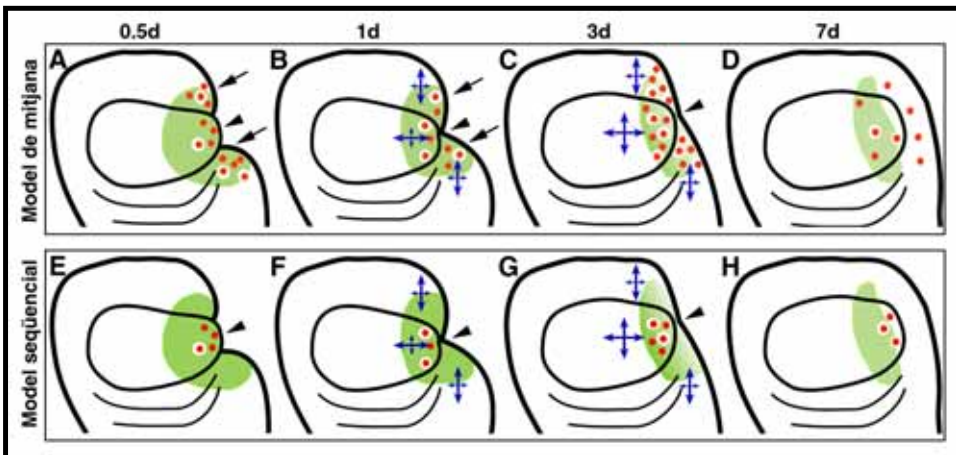 0.5d 1d 3d 7d
Model de mitjana
A B C D
Model seqüencial
E F G H